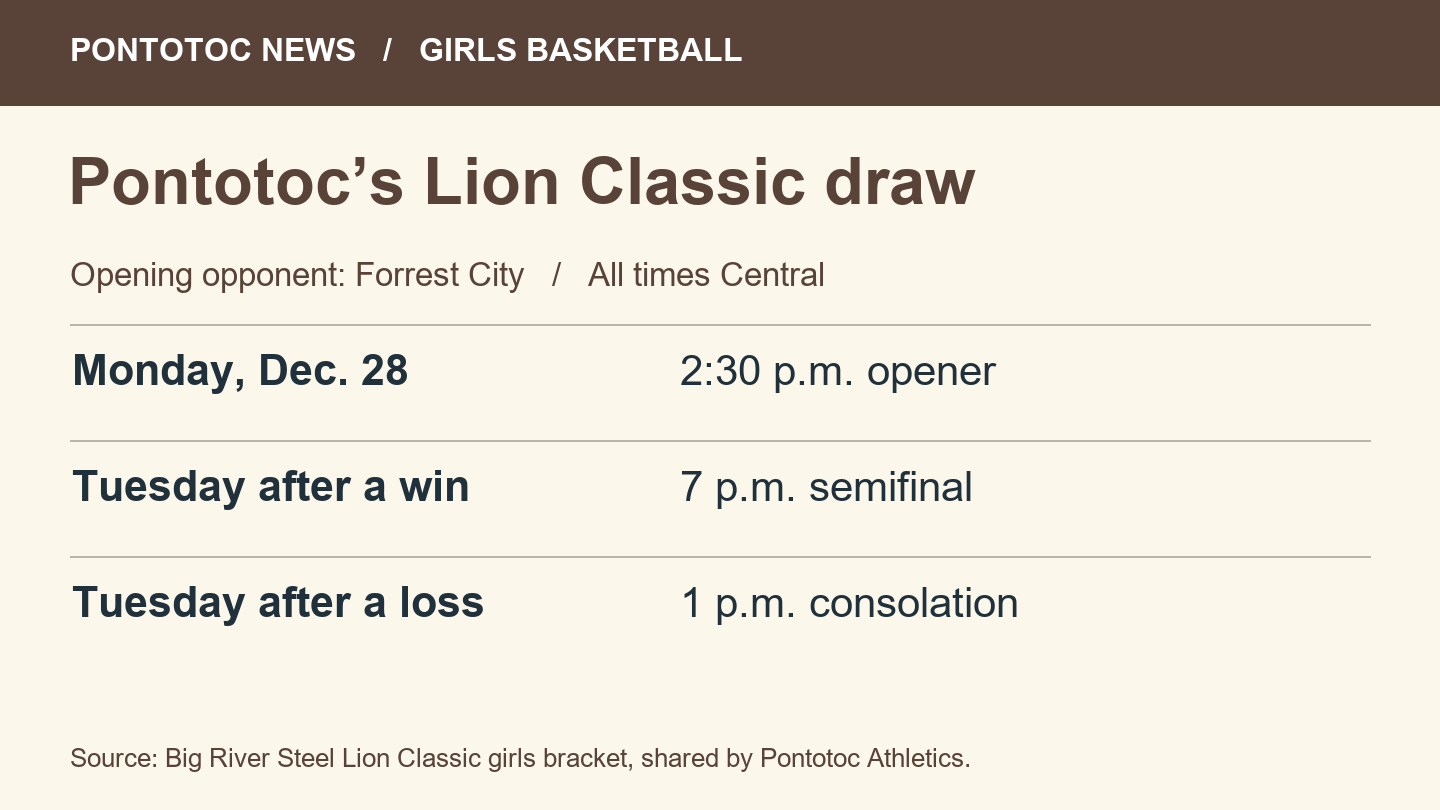 PONTOTOC NEWS / GIRLS BASKETBALL
Pontotoc’s Lion Classic draw
Opening opponent: Forrest City / All times Central
Monday, Dec. 28 2:30 p.m. opener
Tuesday after a win 7 p.m. semifinal
Tuesday after a loss 1 p.m. consolation
Source: Big River Steel Lion Classic girls bracket, shared by Pontotoc Athletics.